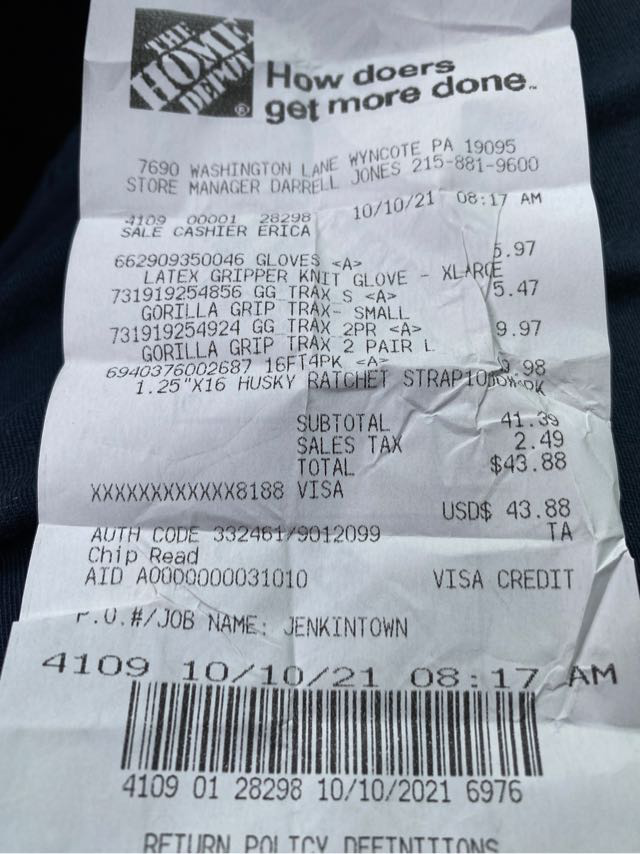 THE
HOME
DEPOT
How doers
get more done.
7690 WASHINGTON LANE WYNCOTE PA 19095
STORE MANAGER DARRELL JONES 215-881-9600
4109 00001 28298 10/10/21 08:17 AM
SALE CASHIER ERICA
662909350046 GLOVES <A> 5.97
LATEX GRIPPER KNIT GLOVE - XLARGE
731919254856 GG TRAX S <A> 5.47
GORILLA GRIP TRAX- SMALL
731919254924 GG TRAX 2PR <A> 9.97
GORILLA GRIP TRAX 2 PAIR L
6940376002687 16FT4PK <A>
1.25"X16 HUSKY RATCHET STRAP
SUBTOTAL 41.39
SALES TAX 2.49
TOTAL $43.88
XXXXXXXXXXXX8188 VISA
USD$ 43.88
AUTH CODE 332461/9012099 TA
Chip Read
AID A0000000031010 VISA CREDIT
P.O.#/JOB NAME: JENKINTOWN
4109 10/10/21 08:17 AM
4109 01 28298 10/10/2021 6976
RETURN POLICY DEFINITIONS